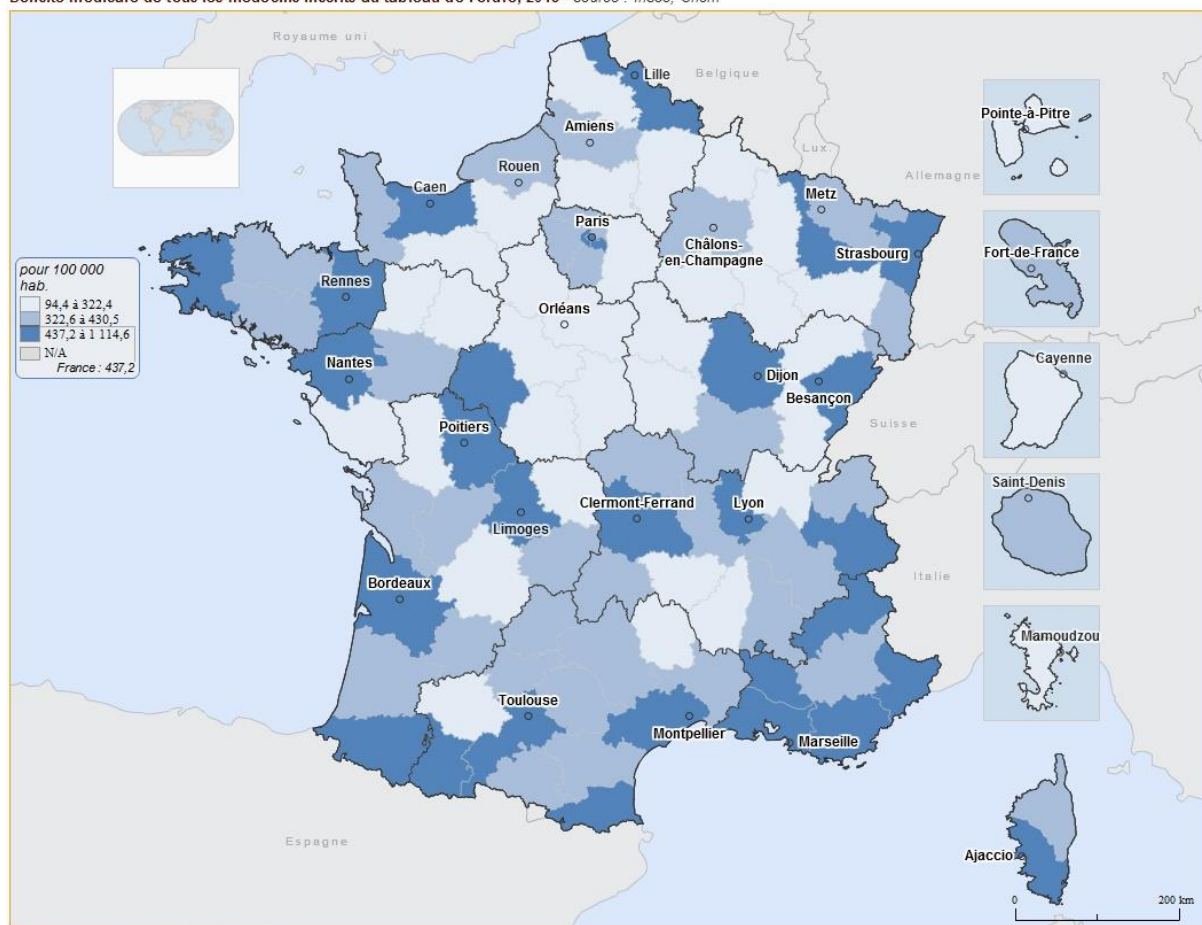 de tous les médecins inscrits au tableau de l'ordre, source : Insee, Cnom
Royaume uni
Lille
Belgique
Pointe-à-Pitre
Amiens
Lux.
Rouen
Allemagne
Caen
Metz
Paris
Châlons-
en-Champagne
Strasbourg
Fort-de-France
pour 100 000
hab.
94,4 à 322,4
322,6 à 430,5
437,2 à 1 114,6
N/A
France : 437,2
Rennes
Orléans
Cayenne
Nantes
Dijon
Besançon
Suisse
Poitiers
Saint-Denis
Clermont-Ferrand
Lyon
Limoges
Italie
Bordeaux
Mamoudzou
Toulouse
Montpellier
Marseille
Espagne
Ajaccio
0 200 km